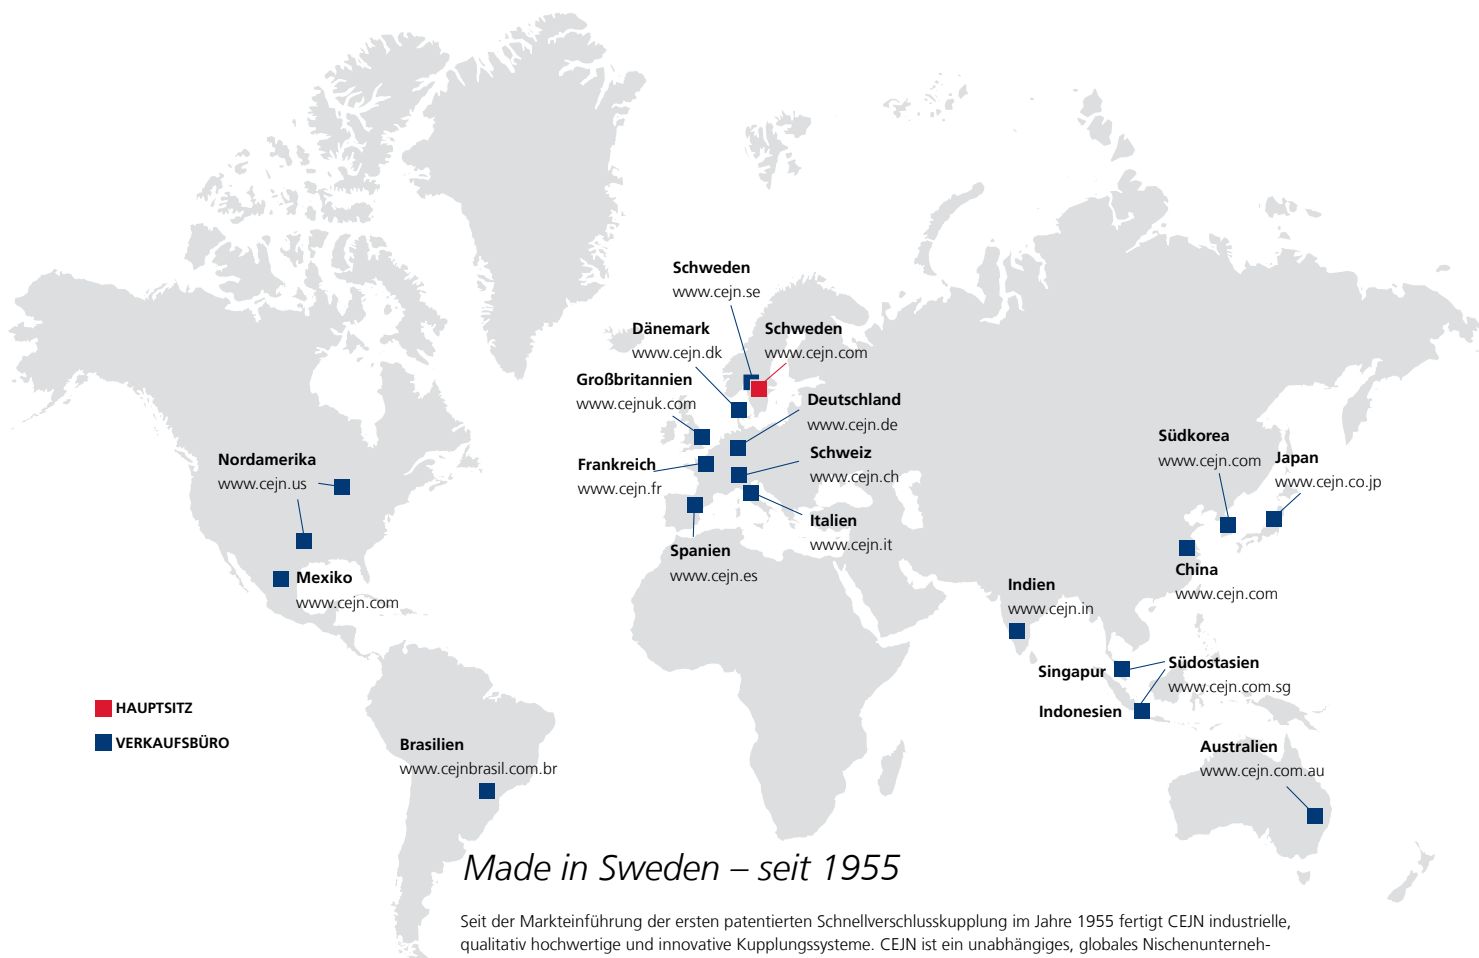 Schweden
www.cejn.se
Dänemark
www.cejn.dk
Schweden
www.cejn.com
Großbritannien
www.cejnuk.com
Deutschland
www.cejn.de
Frankreich
www.cejn.fr
Schweiz
www.cejn.ch
Italien
www.cejn.it
Spanien
www.cejn.es
Nordamerika
www.cejn.us
Mexiko
www.cejn.com
Südkorea
www.cejn.com
Japan
www.cejn.co.jp
China
www.cejn.com
Indien
www.cejn.in
Singapur
Südostasien
www.cejn.com.sg
Indonesien
HAUPTSITZ
VERKAUFSBÜRO
Brasilien
www.cejnbrasil.com.br
Australien
www.cejn.com.au
Made in Sweden – seit 1955
Seit der Markteinführung der ersten patentierten Schnellverschlusskupplung im Jahre 1955 fertigt CEJN industrielle,
qualitativ hochwertige und innovative Kupplungssysteme. CEJN ist ein unabhängiges, globales Nischenunterneh-